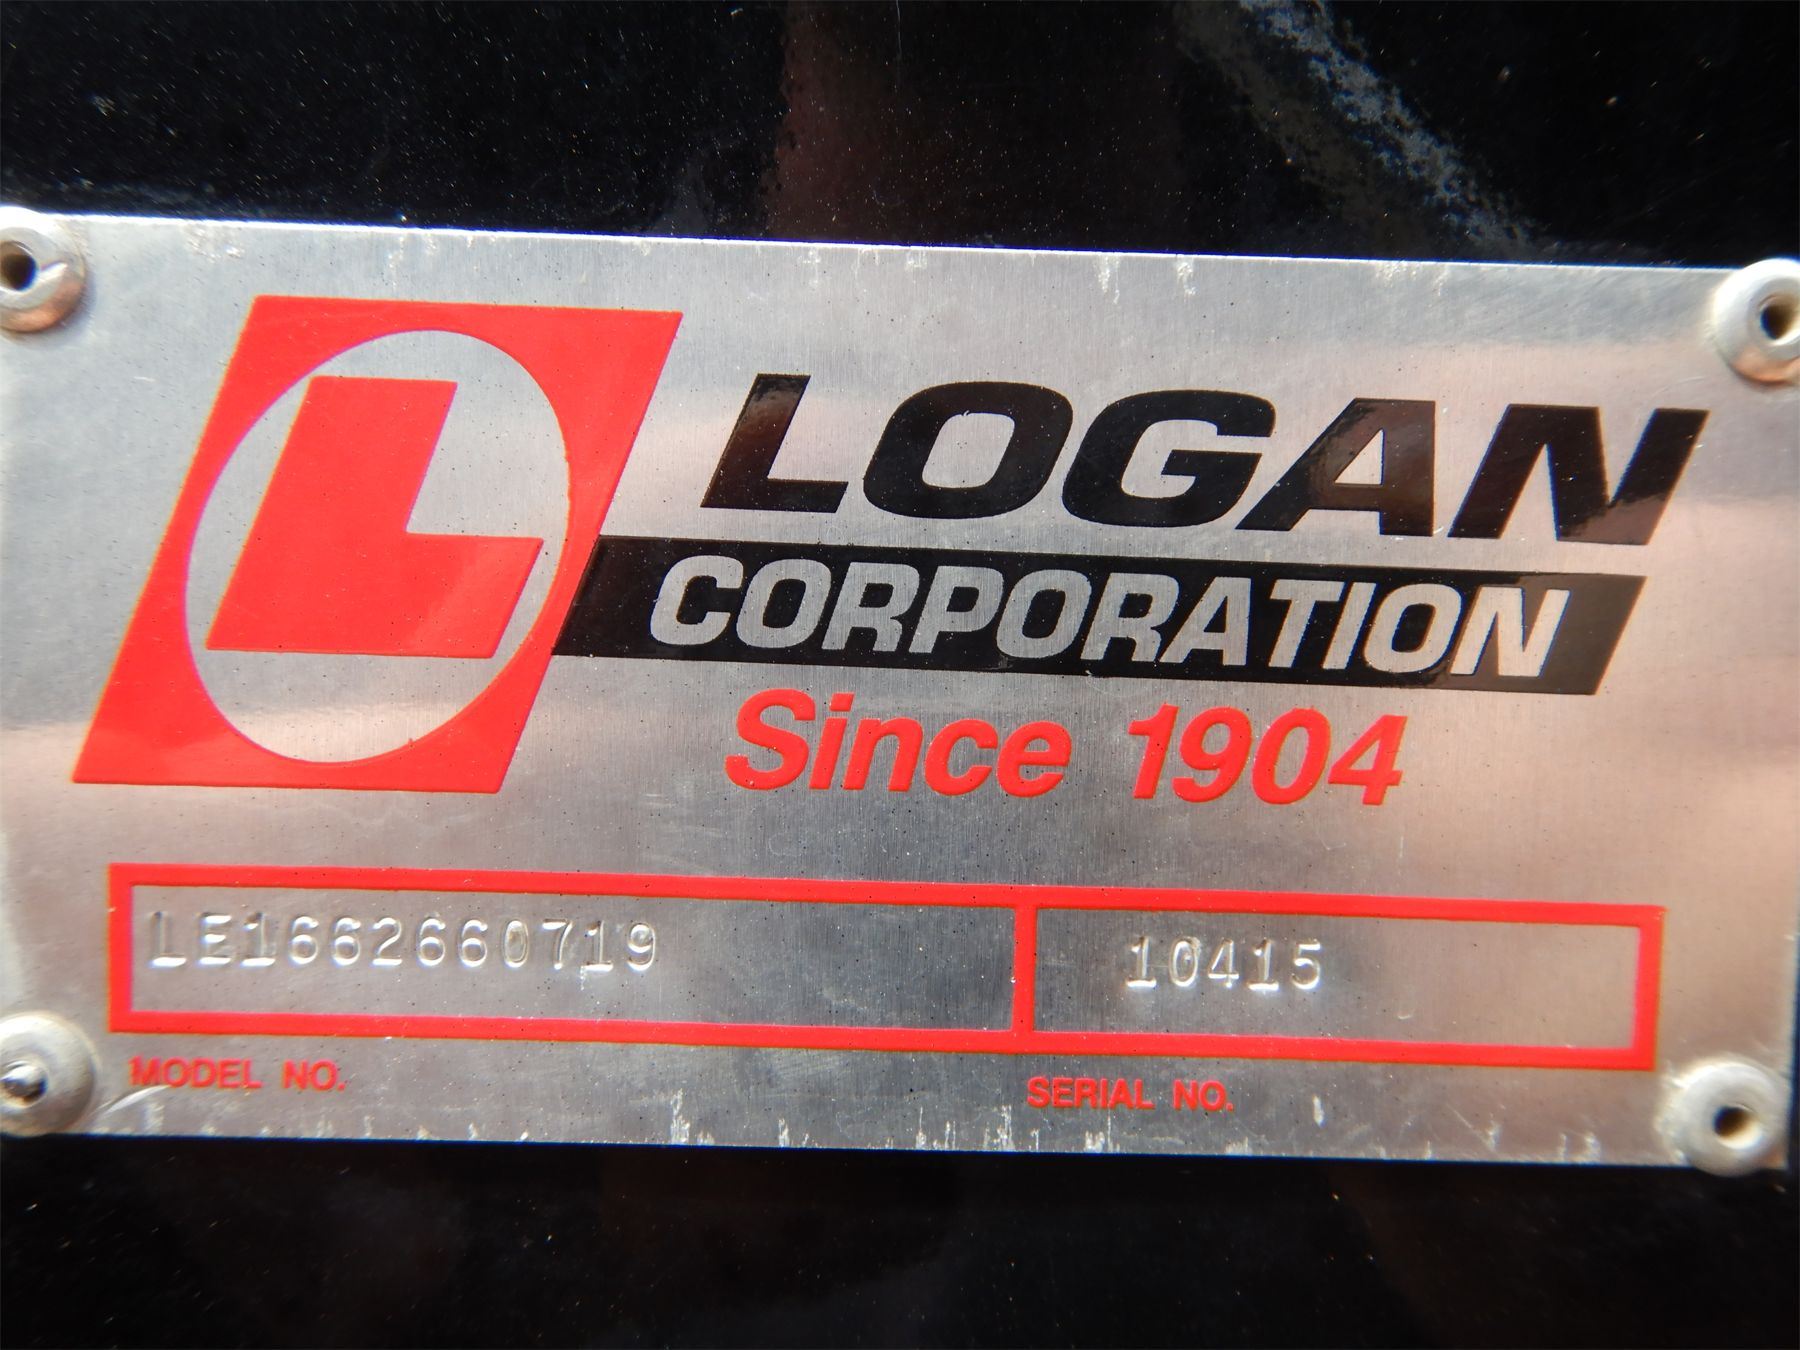 L
LOGAN
CORPORATION
Since 1904
LE1662660719
10415
MODEL NO.
SERIAL NO.